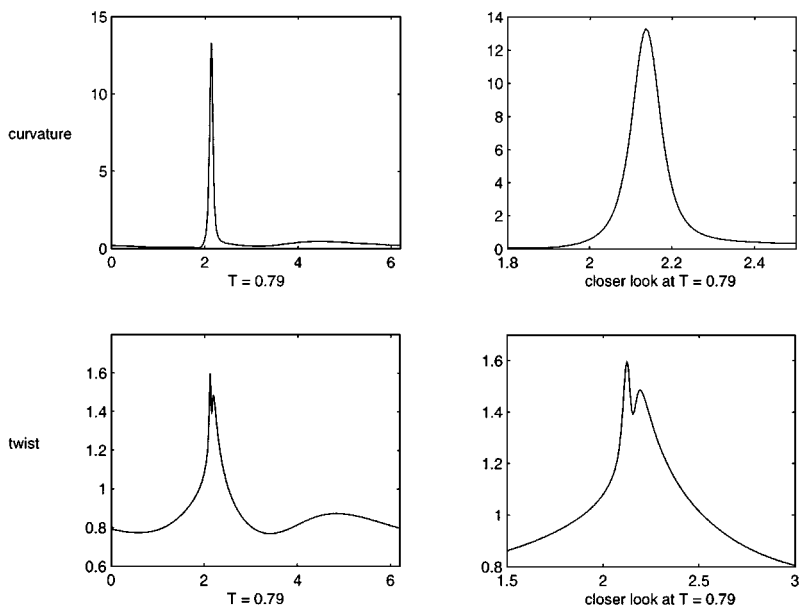 15
10
5
0
0 2 4 6
T = 0.79
curvature
14
12
10
8
6
4
2
0
1.8 2 2.2 2.4
closer look at T = 0.79
1.6
1.4
1.2
1
0.8
0.6
0 2 4 6
T = 0.79
twist
1.6
1.4
1.2
1
0.8
1.5 2 2.5 3
closer look at T = 0.79